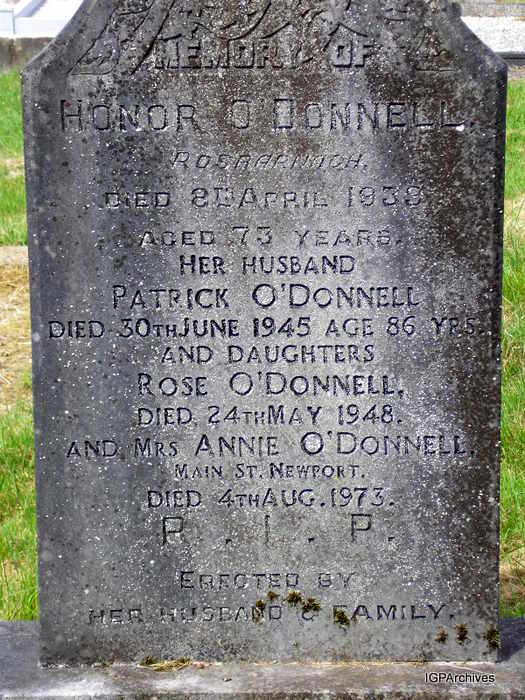 MEMORY OF
HONOR O'DONNELL.
DIED 8TH APRIL 1938
AGED 73 YEARS.
HER HUSBAND
PATRICK O'DONNELL
DIED 30TH JUNE 1945 AGE 86 YRS.
AND DAUGHTERS
ROSE O'DONNELL,
DIED 24TH MAY 1948.
AND MRS ANNIE O'DONNELL,
MAIN ST. NEWPORT.
DIED 4TH AUG. 1973.
R. I. P.
ERECTED BY
HER HUSBAND & FAMILY.
IGPArchives